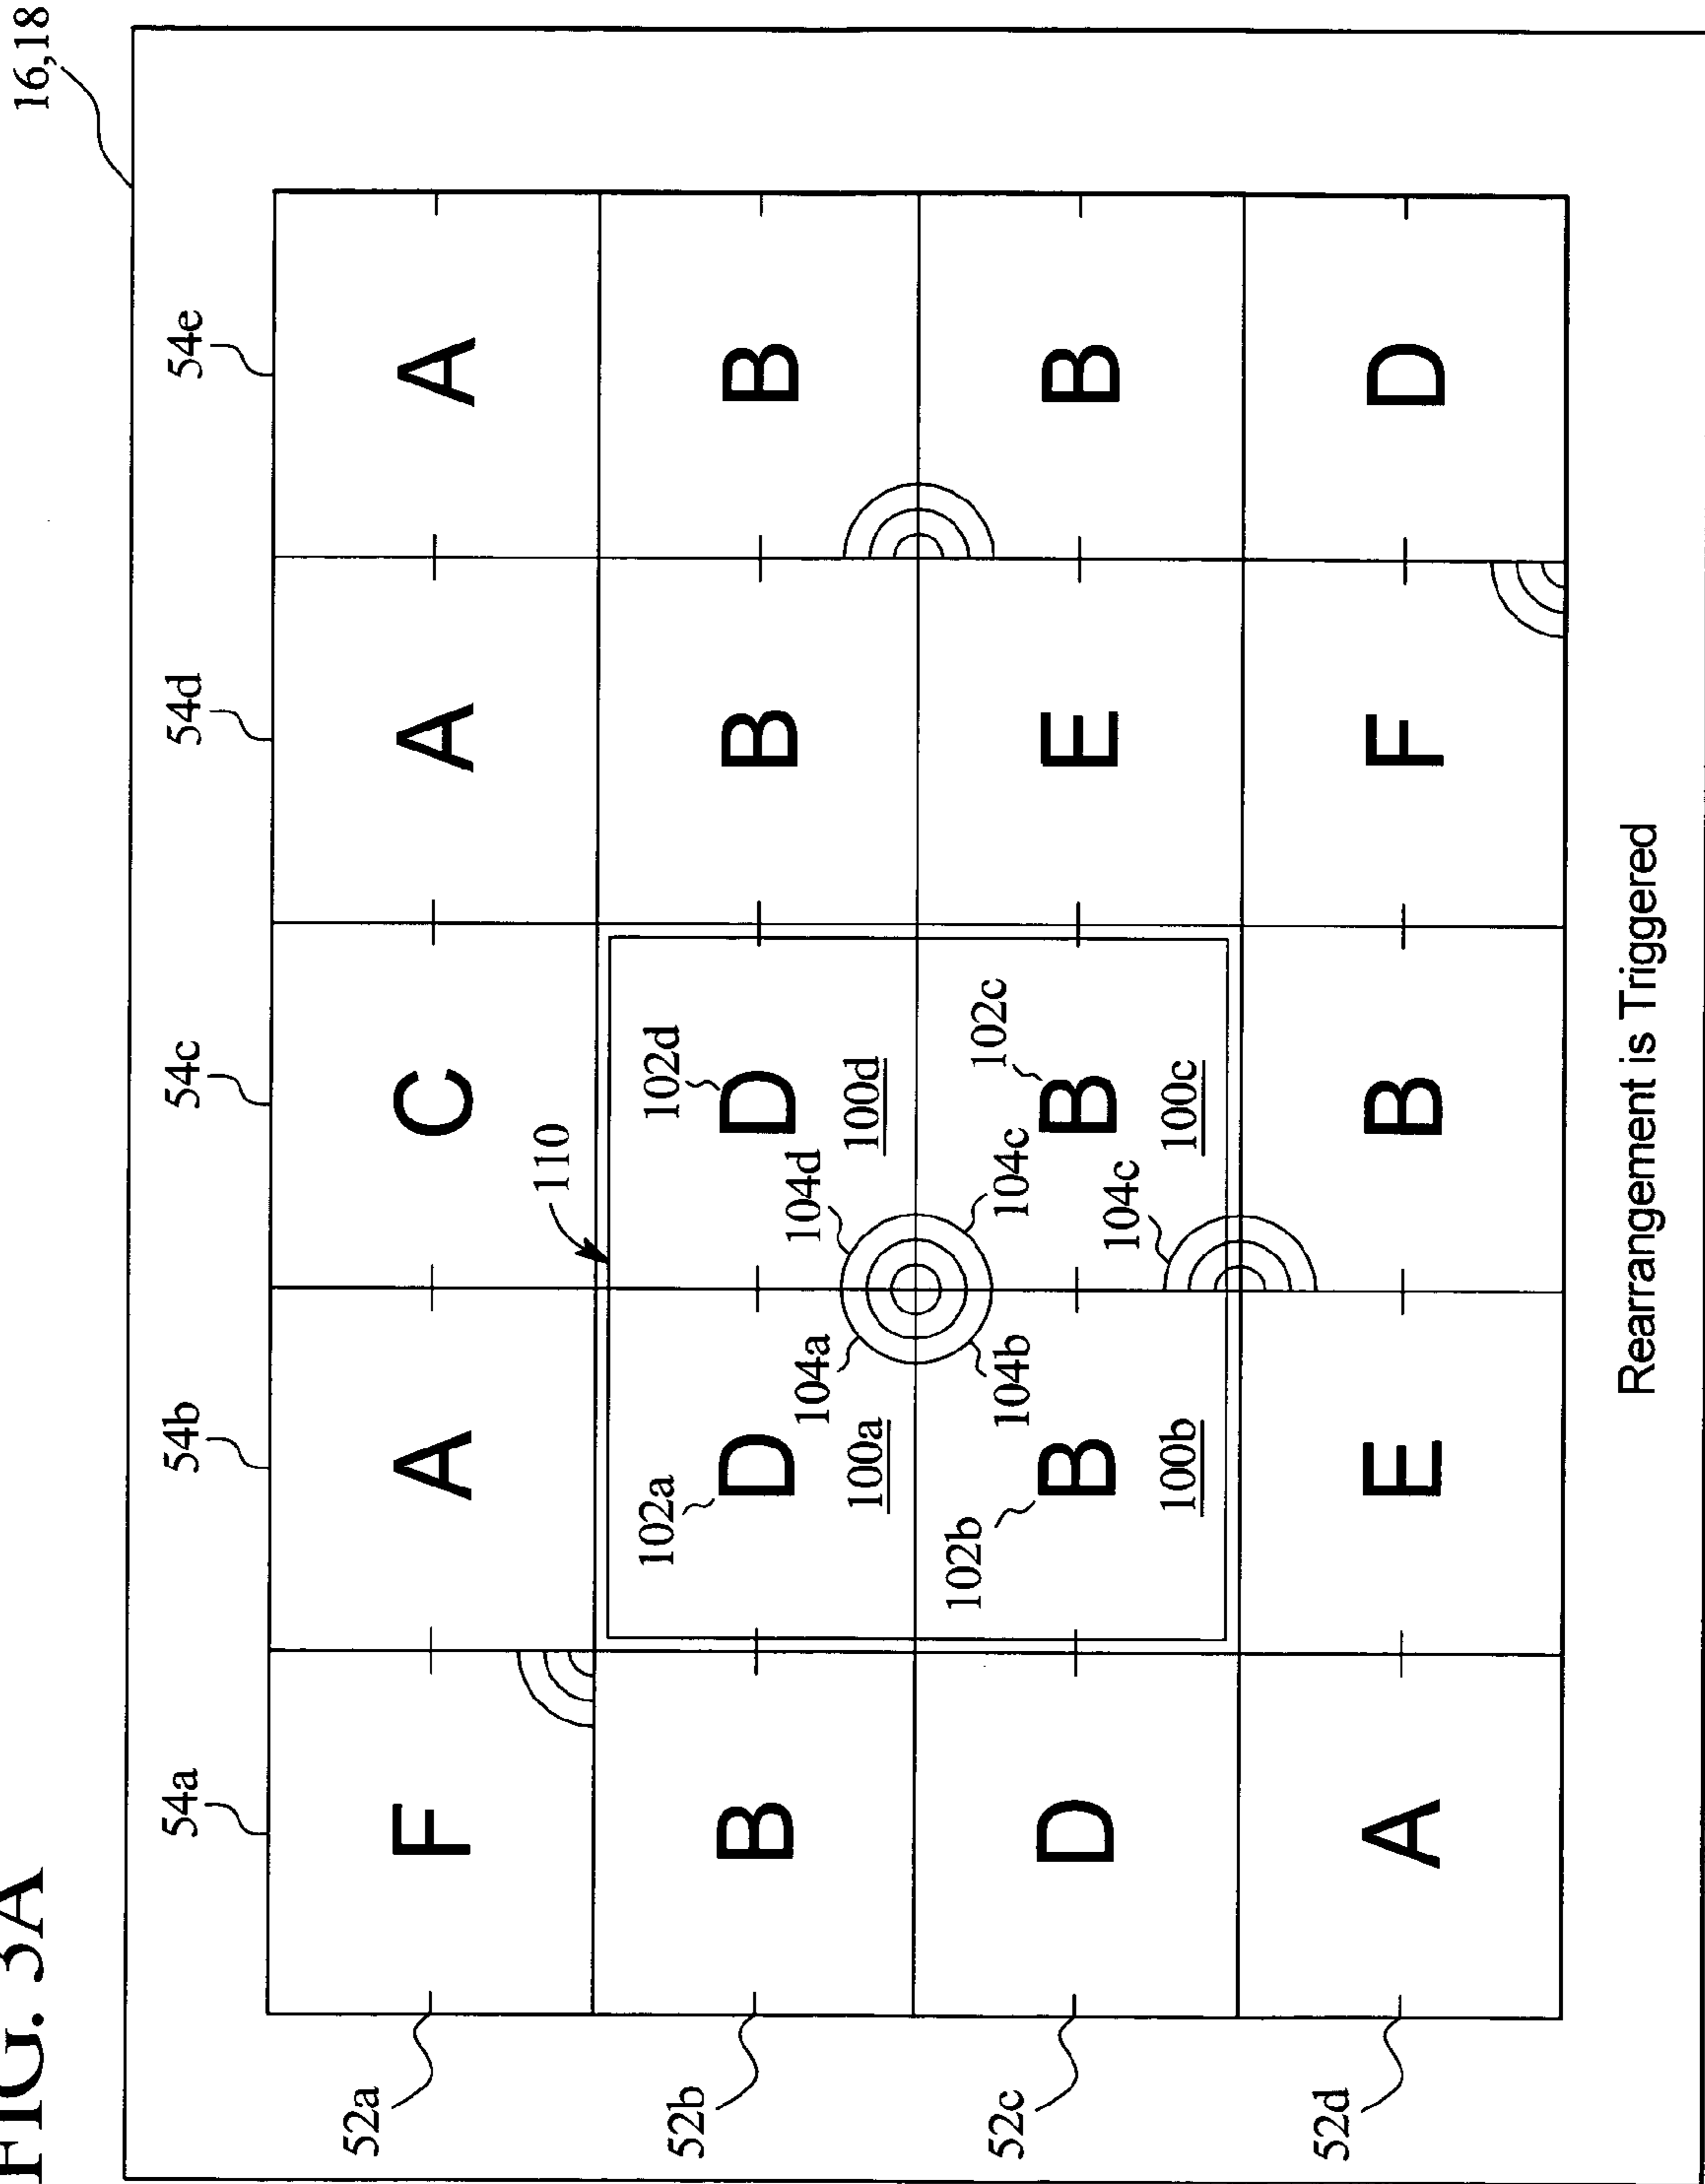 FIG. 3A
16,18
54a 54b 54c 54d 54e
110
52a F A C A A
102a 102d
52b B D D B B
104a 104d
100a 100d
102b 102c
104b 104c
52c D B B E B
104c
100b 100c
52d A E B F D
Rearrangement is Triggered